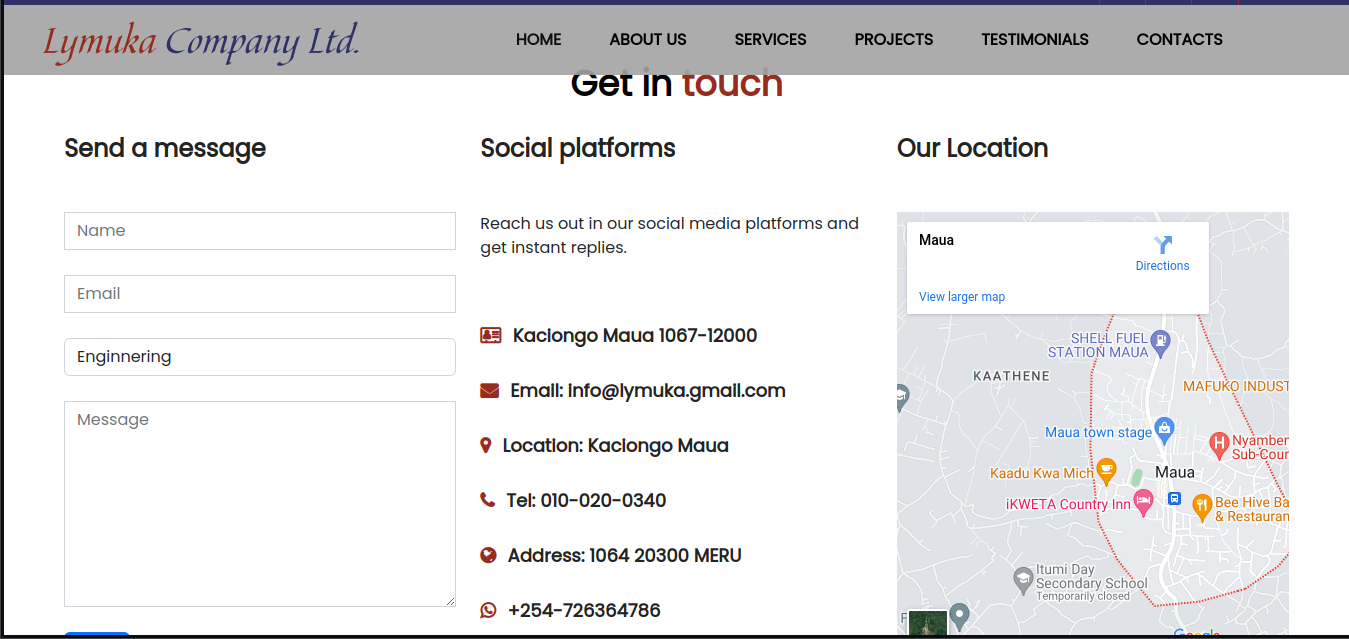 Lymuka Company Ltd.
HOME ABOUT US SERVICES PROJECTS TESTIMONIALS CONTACTS
Get in touch
Send a message
Name
Email
Enginnering
Message
Social platforms
Reach us out in our social media platforms and
get instant replies.
Kaciongo Maua 1067-12000
Email: info@lymuka.gmail.com
Location: Kaciongo Maua
Tel: 010-020-0340
Address: 1064 20300 MERU
+254-726364786
Our Location
Maua
Directions
View larger map
SHELL FUEL
STATION MAUA
KAATHENE
MAFUKO INDUST
Maua town stage
Nyamben
Sub-Coun
Kaadu Kwa Mich
Maua
iKWETA Country Inn
Bee Hive Ba
& Restauran
Itumi Day
Secondary School
Temporarily closed
Google